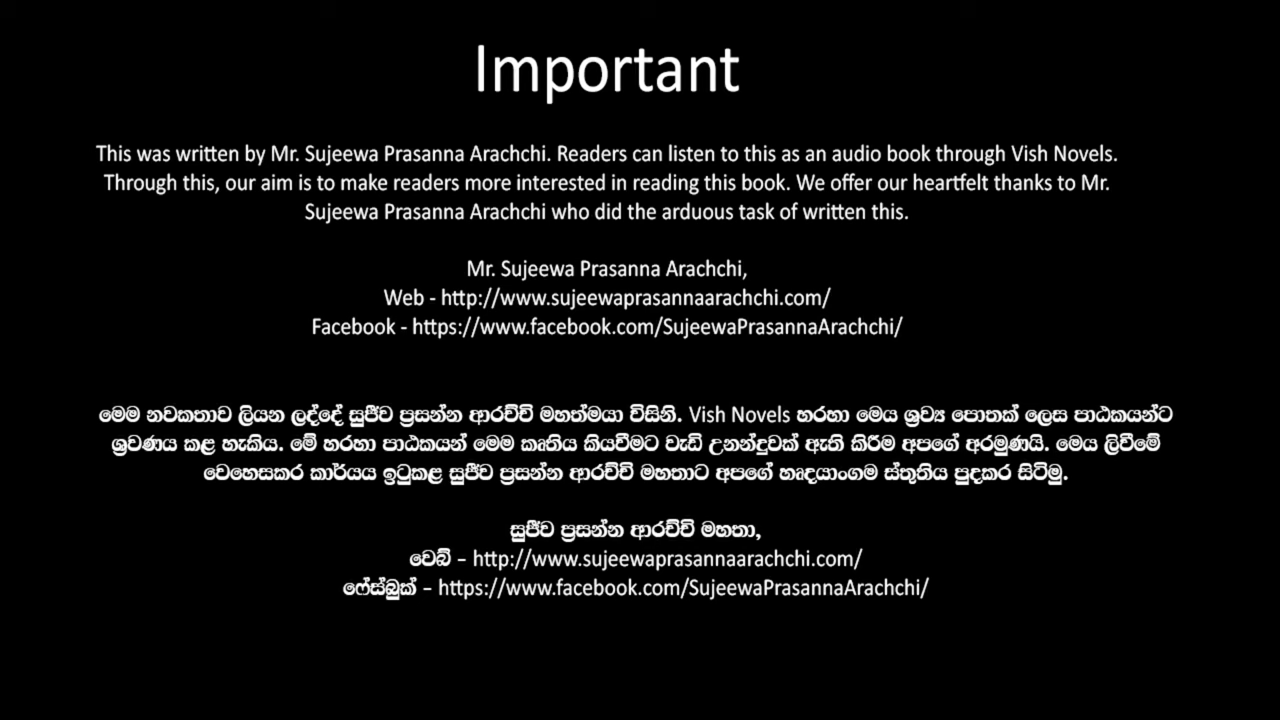 Important
This was written by Mr. Sujeewa Prasanna Arachchi. Readers can listen to this as an audio book through Vish Novels.
Through this, our aim is to make readers more interested in reading this book. We offer our heartfelt thanks to Mr.
Sujeewa Prasanna Arachchi who did the arduous task of written this.
Mr. Sujeewa Prasanna Arachchi,
Web - http://www.sujeewaprasannaarachchi.com/
Facebook - https://www.facebook.com/SujeewaPrasannaArachchi/
මෙම නවකතාව ලියන ලද්දේ සුජීව ප්‍රසන්න ආරච්චි මහත්මයා විසිනි. Vish Novels හරහා මෙය ශ්‍රව්‍ය පොතක් ලෙස පාඨකයන්ට
ශ්‍රවණය කළ හැකිය. මේ හරහා පාඨකයන් මෙම කෘතිය කියවීමට වැඩි උනන්දුවක් ඇති කිරීම අපගේ අරමුණයි. මෙය ලිවීමේ
වෙහෙසකර කාර්යය ඉටුකළ සුජීව ප්‍රසන්න ආරච්චි මහතාට අපගේ හෘදයාංගම ස්තුතිය පුදකර සිටිමු.
සුජීව ප්‍රසන්න ආරච්චි මහතා,
වෙබ් – http://www.sujeewaprasannaarachchi.com/
ෆේස්බුක් – https://www.facebook.com/SujeewaPrasannaArachchi/